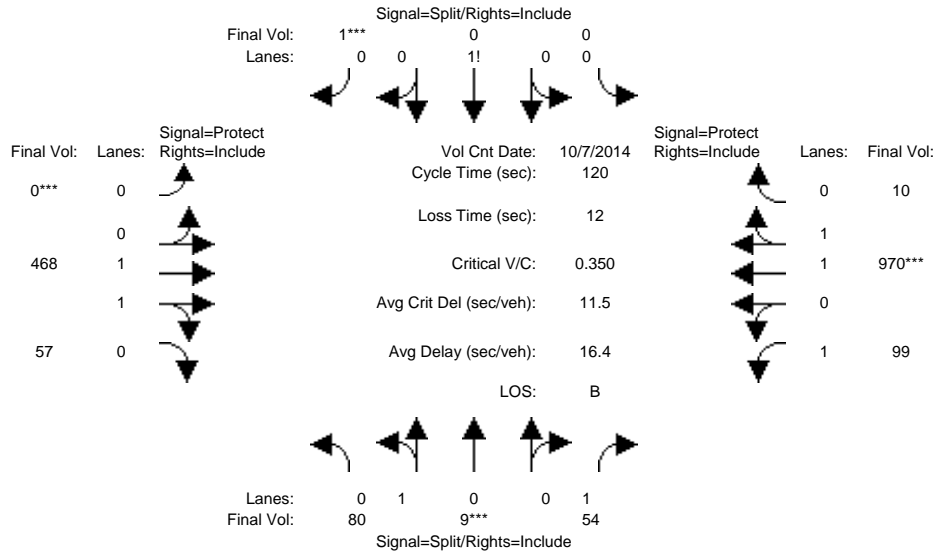 Signal=Split/Rights=Include
Final Vol: 1*** 0 0
Lanes: 0 0 1! 0 0
Signal=Protect Signal=Protect
Final Vol: Lanes: Rights=Include Vol Cnt Date: 10/7/2014 Rights=Include Lanes: Final Vol:
Cycle Time (sec): 120
0*** 0 0 10
Loss Time (sec): 12
0 1
468 1 Critical V/C: 0.350 1 970***
1 Avg Crit Del (sec/veh): 11.5 0
57 0 Avg Delay (sec/veh): 16.4 1 99
LOS: B
Lanes: 0 1 0 0 1
Final Vol: 80 9*** 54
Signal=Split/Rights=Include